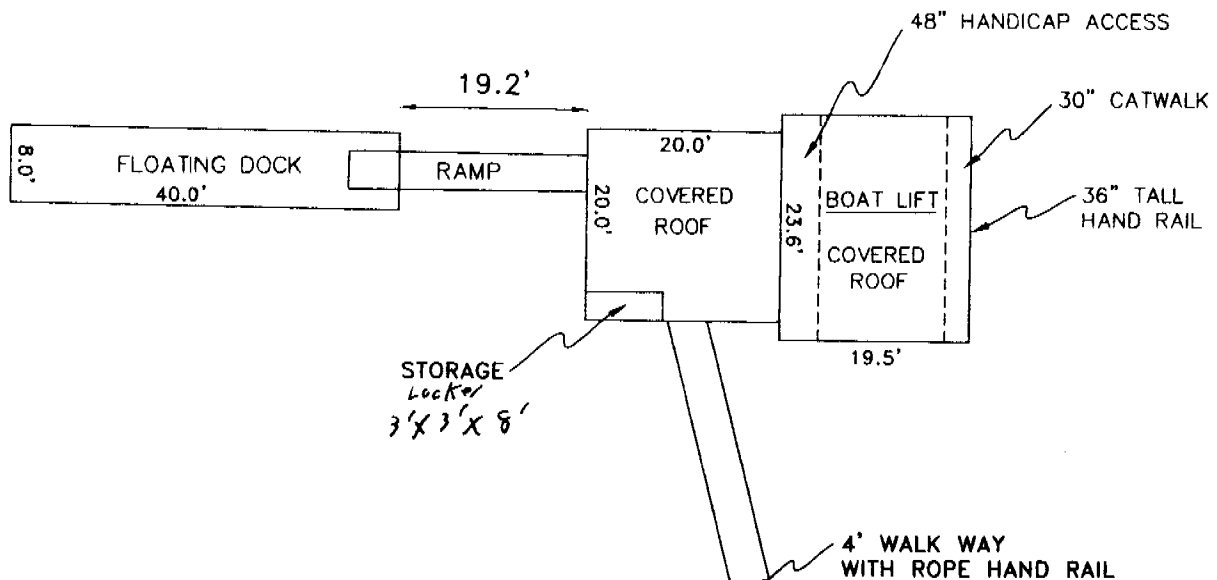 48" HANDICAP ACCESS
19.2'
30" CATWALK
8.0'
FLOATING DOCK
40.0'
RAMP
20.0'
20.0'
COVERED
ROOF
23.6'
BOAT LIFT
COVERED
ROOF
36" TALL
HAND RAIL
19.5'
STORAGE
Locker
3' X 3' X 8'
4' WALK WAY
WITH ROPE HAND RAIL